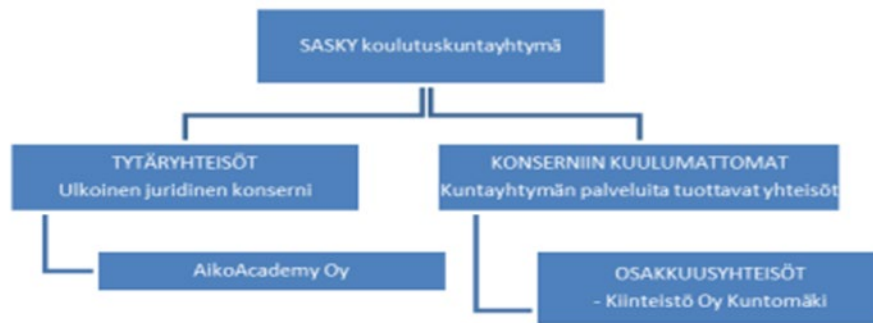 SASKY koulutuskuntayhtymä
TYTÄRYHTEISÖT
Ulkoinen juridinen konserni
KONSERNIIN KUULUMATTOMAT
Kuntayhtymän palveluita tuottavat yhteisöt
AikoAcademy Oy
OSAKKUUSYHTEISÖT
- Kiinteistö Oy Kuntomäki